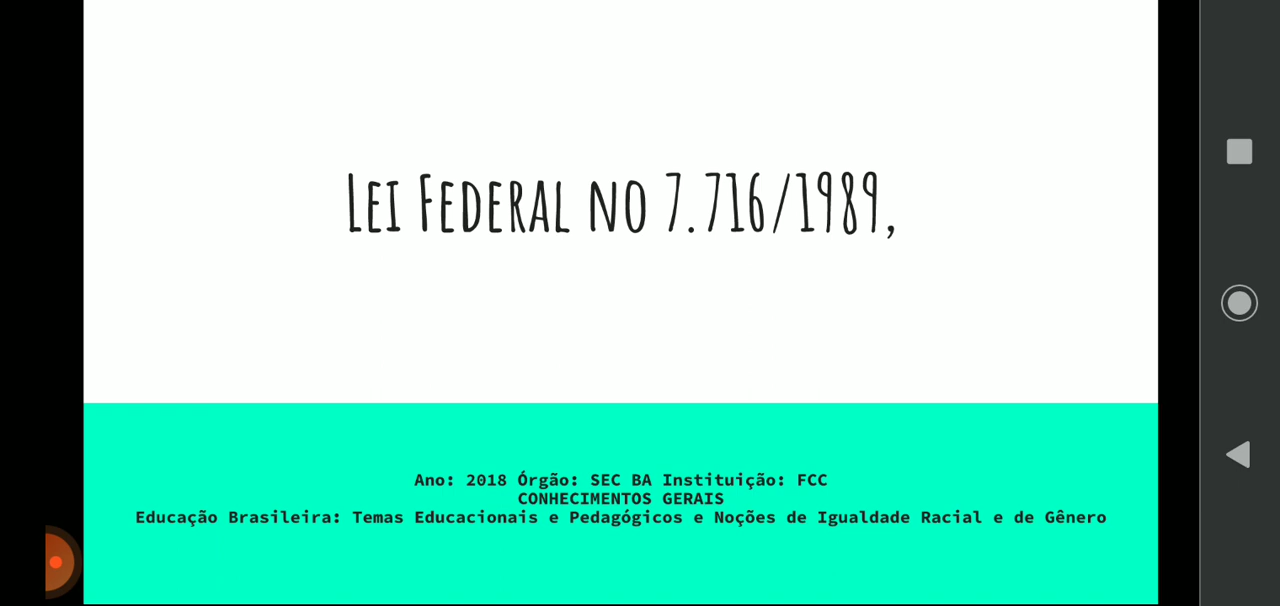 Lei Federal no 7.716/1989,
Ano: 2018 Órgão: SEC BA Instituição: FCC
CONHECIMENTOS GERAIS
Educação Brasileira: Temas Educacionais e Pedagógicos e Noções de Igualdade Racial e de Gênero